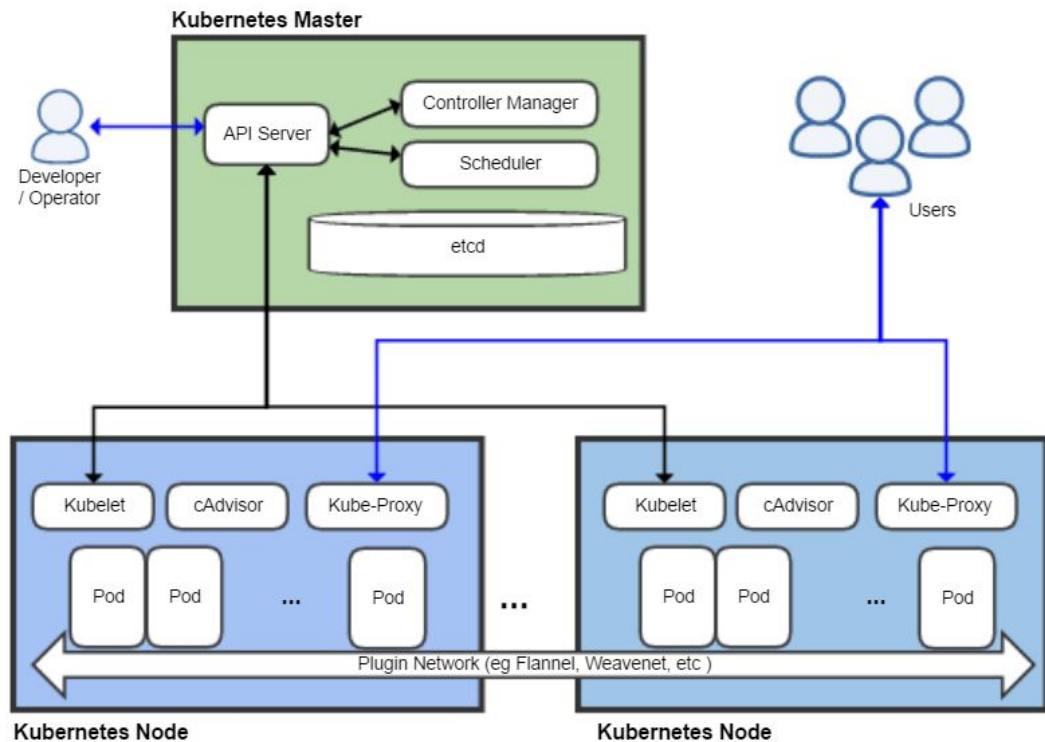 Kubernetes Master
API Server
Controller Manager
Scheduler
etcd
Developer
/ Operator
Users
Kubelet
cAdvisor
Kube-Proxy
Pod
Pod
...
Pod
...
Kubelet
cAdvisor
Kube-Proxy
Pod
Pod
...
Pod
Plugin Network (eg Flannel, Weavenet, etc )
Kubernetes Node
Kubernetes Node